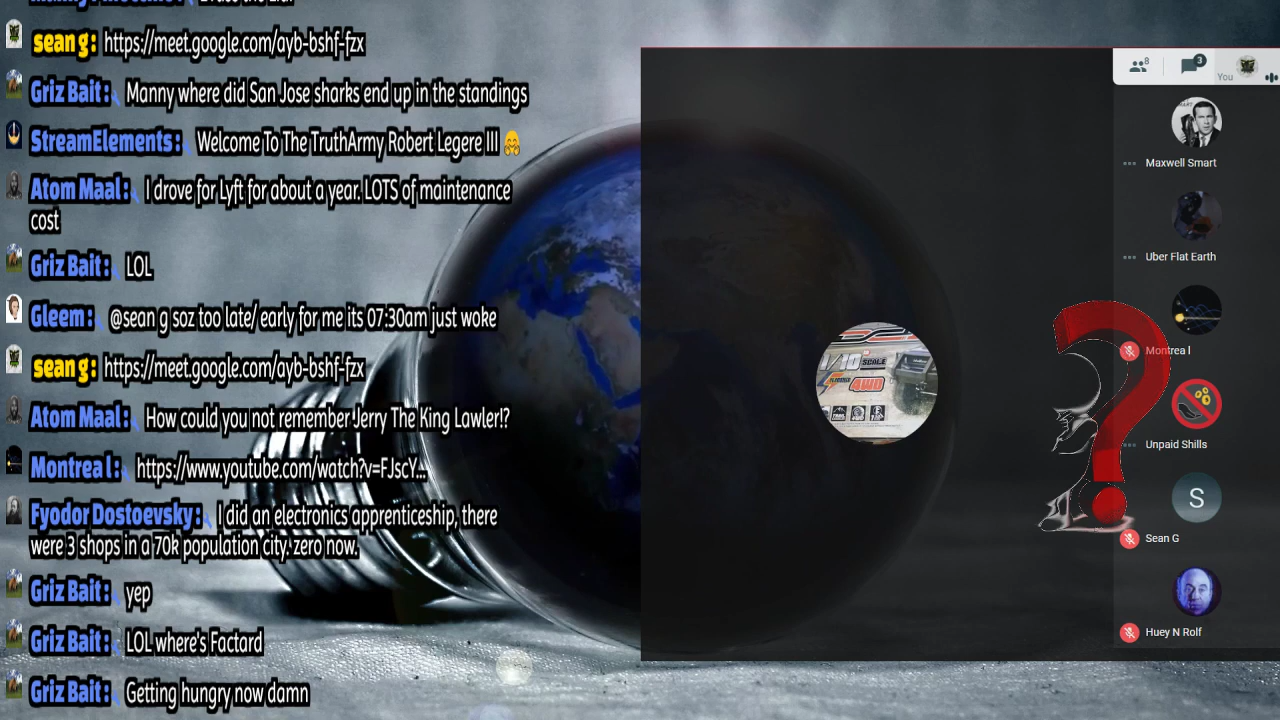 sean g: https://meet.google.com/ayb-bshf-fzx
Griz Bait: Manny where did San Jose sharks end up in the standings
StreamElements: Welcome To The TruthArmy Robert Legere III 🤗
Atom Maal: I drove for Lyft for about a year. LOTS of maintenance
cost
Griz Bait: LOL
Gleem: @sean g soz too late/ early for me its 07:30am just woke
sean g: https://meet.google.com/ayb-bshf-fzx
Atom Maal: How could you not remember Jerry The King Lawler!?
Montreal: https://www.youtube.com/watch?v=FJscY...
Fyodor Dostoevsky: I did an electronics apprenticeship, there
were 3 shops in a 70k population city. zero now.
Griz Bait: yep
Griz Bait: LOL where's Factard
Griz Bait: Getting hungry now damn
8
3
You
Maxwell Smart
Uber Flat Earth
Montrea l
Unpaid Shills
S
Sean G
Huey N Rolf
1/10 SCALE
4WD
?